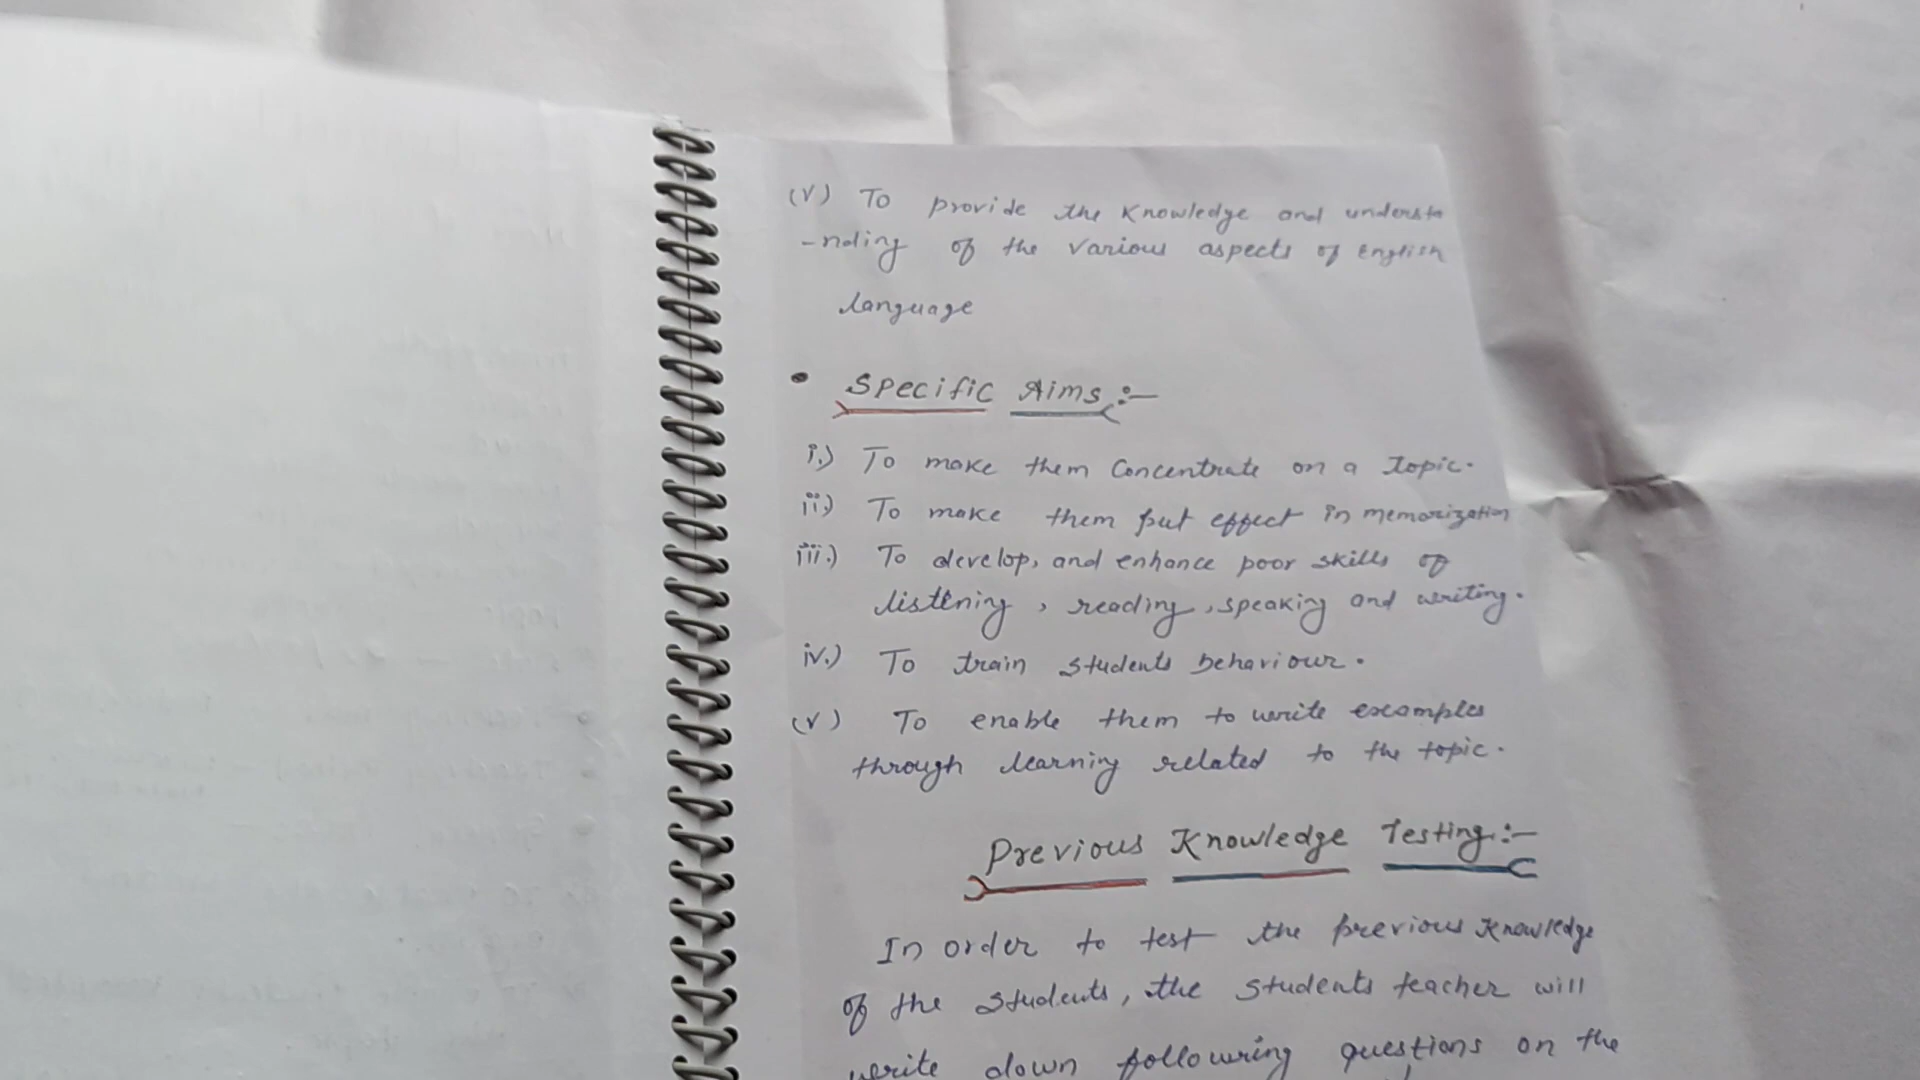 (V) To provide the Knowledge and understa
-nding of the various aspects of English
language
• Specific Aims :-
i.) To make them Concentrate on a topic.
ii.) To make them put effect in memorization
iii.) To develop, and enhance poor skills of
listening, reading, speaking and writing.
iv.) To train students behaviour.
(v) To enable them to write examples
through learning related to the topic.
Previous Knowledge Testing :-
In order to test the previous Knowledge
of the students, the students teacher will
write down following questions on the